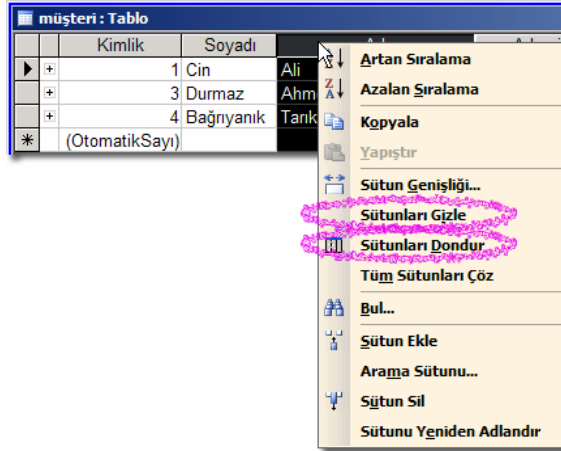 müşteri : Tablo
Kimlik Soyadı
1 Cin Ali
3 Durmaz
4 Bağrıyanık Tarık
(OtomatikSayı)
Artan Sıralama
Azalan Sıralama
Kopyala
Yapıştır
Sütun Genişliği...
Sütunları Gizle
Sütunları Dondur
Tüm Sütunları Çöz
Bul...
Sütun Ekle
Arama Sütunu...
Sütun Sil
Sütunu Yeniden Adlandır